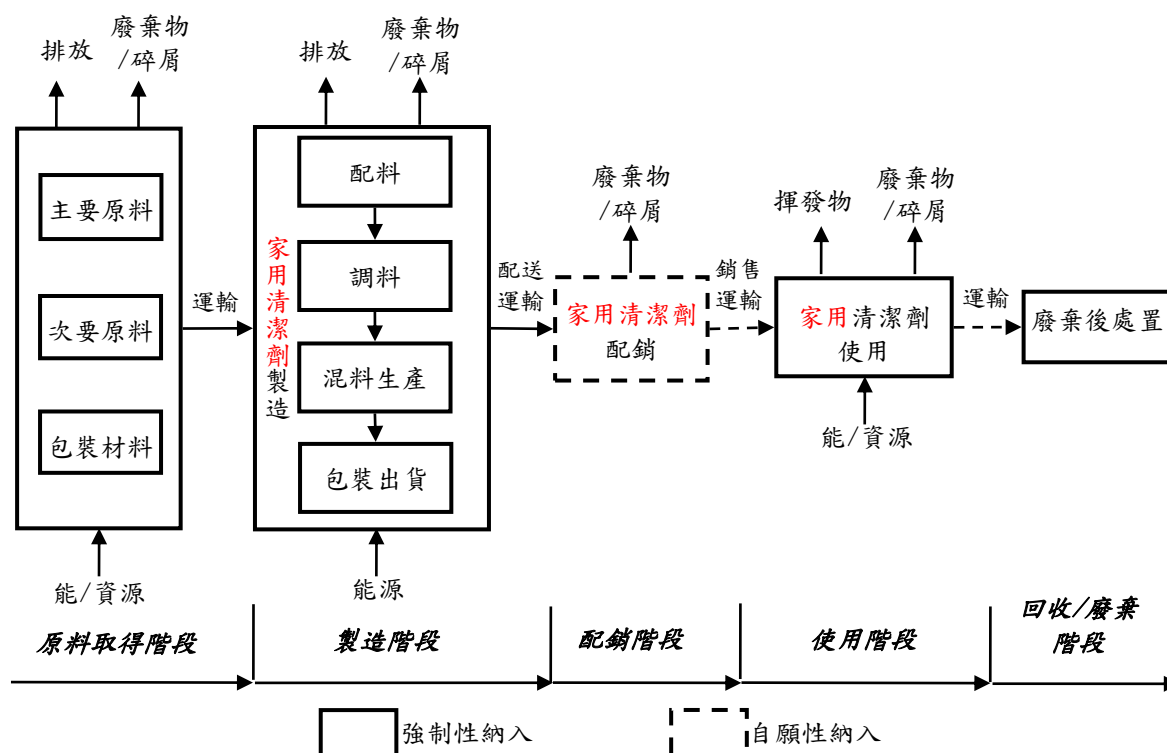 排放
廢棄物
/碎屑
主要原料
次要原料
包裝材料
能/資源
運輸
排放
廢棄物
/碎屑
家用清潔劑製造
配料
調料
混料生產
包裝出貨
能源
配送
運輸
廢棄物
/碎屑
家用清潔劑
配銷
銷售
運輸
揮發物
廢棄物
/碎屑
家用清潔劑
使用
能/資源
運輸
廢棄後處置
原料取得階段
製造階段
配銷階段
使用階段
回收/廢棄
階段
強制性納入
自願性納入